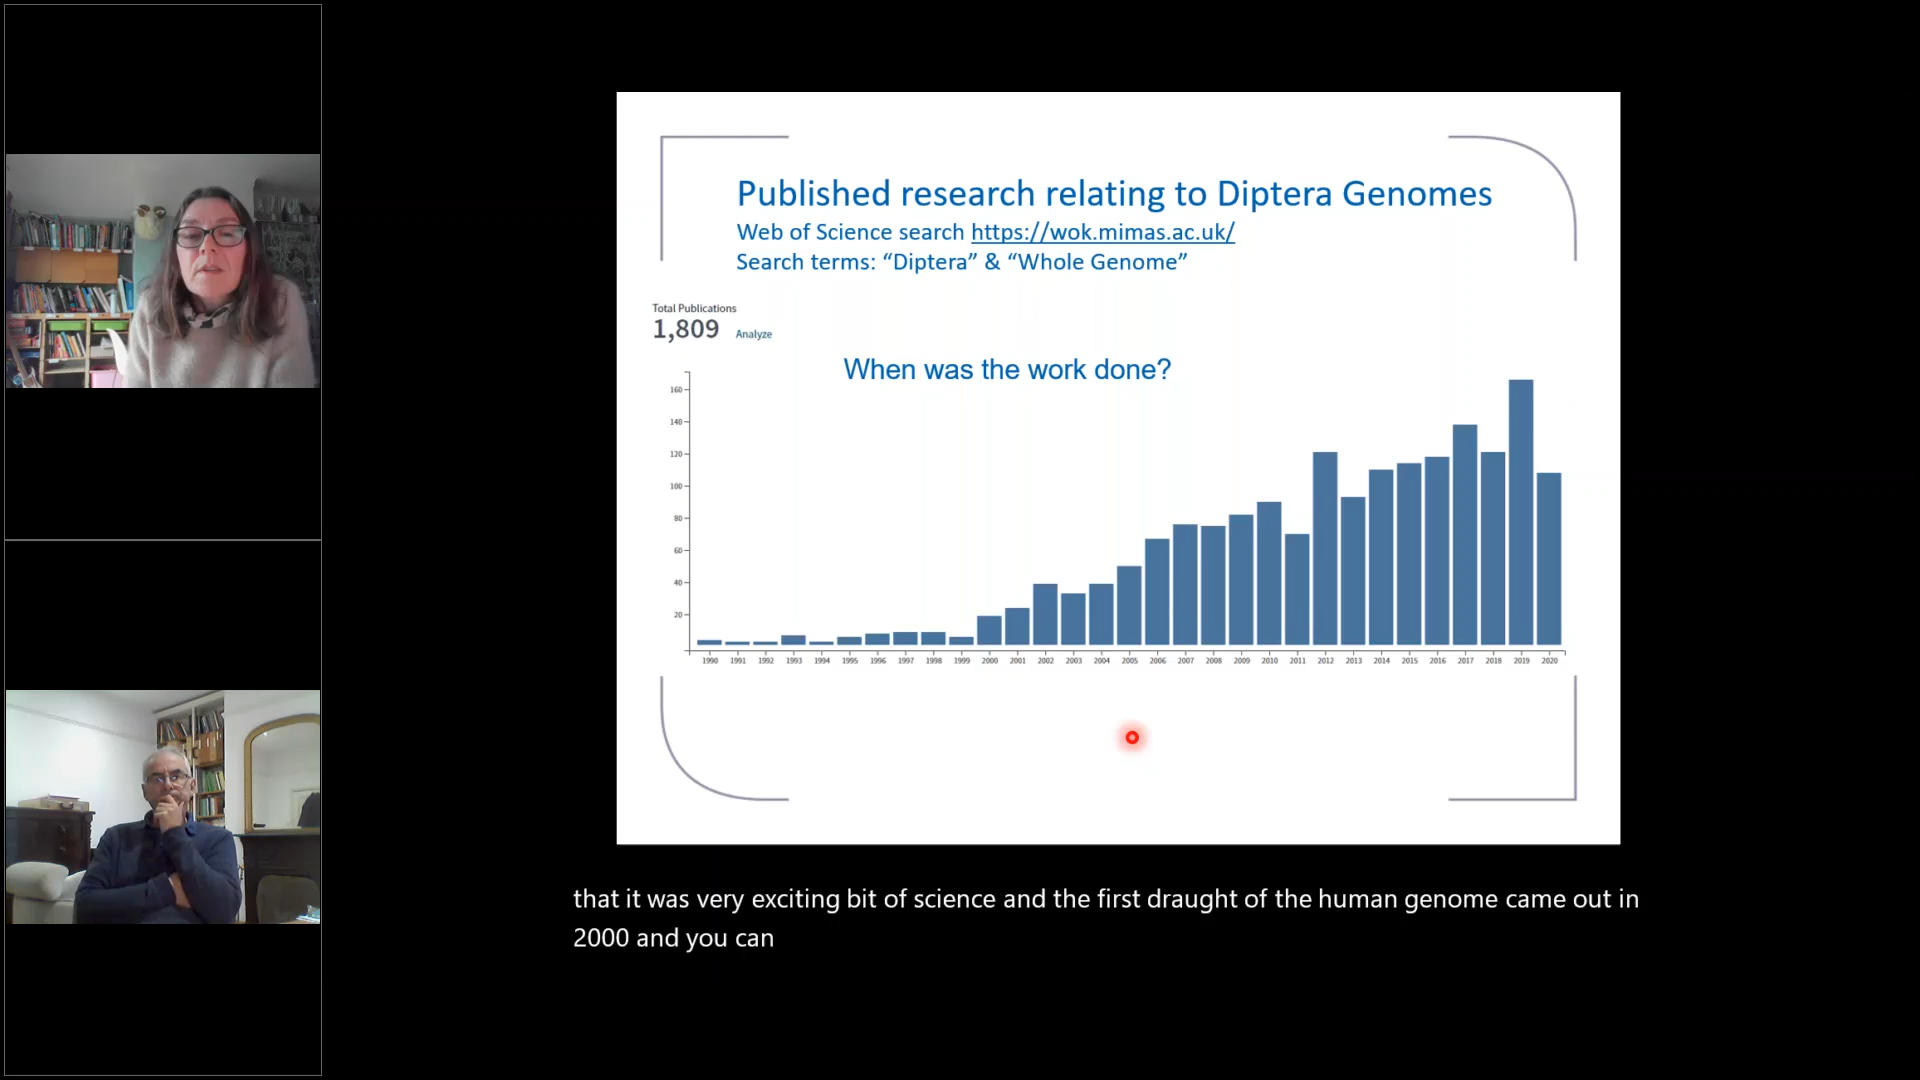 Published research relating to Diptera Genomes
Web of Science search https://wok.mimas.ac.uk/
Search terms: “Diptera” & “Whole Genome”
Total Publications
1,809 Analyze
When was the work done?
160
140
120
100
80
60
40
20
1990 1991 1992 1993 1994 1995 1996 1997 1998 1999 2000 2001 2002 2003 2004 2005 2006 2007 2008 2009 2010 2011 2012 2013 2014 2015 2016 2017 2018 2019 2020
that it was very exciting bit of science and the first draught of the human genome came out in
2000 and you can